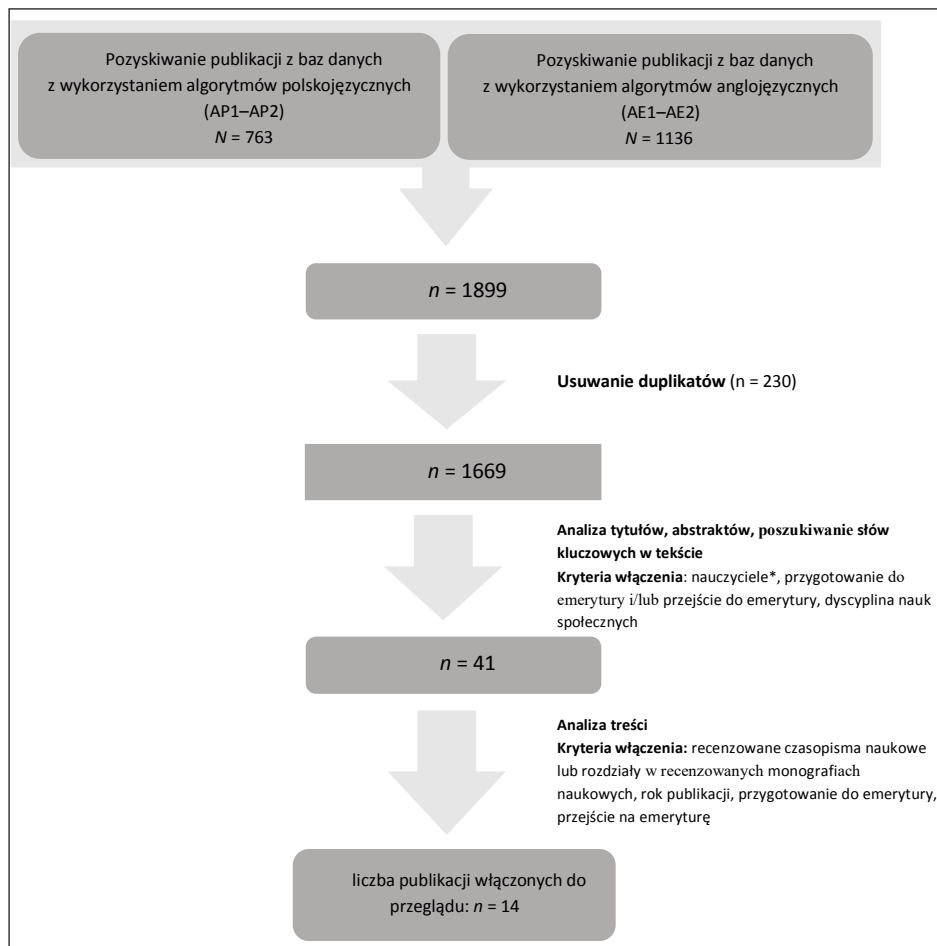 Pozyskiwanie publikacji z baz danych
z wykorzystaniem algorytmów polskojęzycznych
(AP1–AP2)
N = 763
Pozyskiwanie publikacji z baz danych
z wykorzystaniem algorytmów anglojęzycznych
(AE1–AE2)
N = 1136
n = 1899
Usuwanie duplikatów (n = 230)
n = 1669
Analiza tytułów, abstraktów, poszukiwanie słów
kluczowych w tekście
Kryteria włączenia: nauczyciele*, przygotowanie do
emerytury i/lub przejście do emerytury, dyscyplina nauk
społecznych
n = 41
Analiza treści
Kryteria włączenia: recenzowane czasopisma naukowe
lub rozdziały w recenzowanych monografiach
naukowych, rok publikacji, przygotowanie do emerytury,
przejście na emeryturę
liczba publikacji włączonych do
przeglądu: n = 14